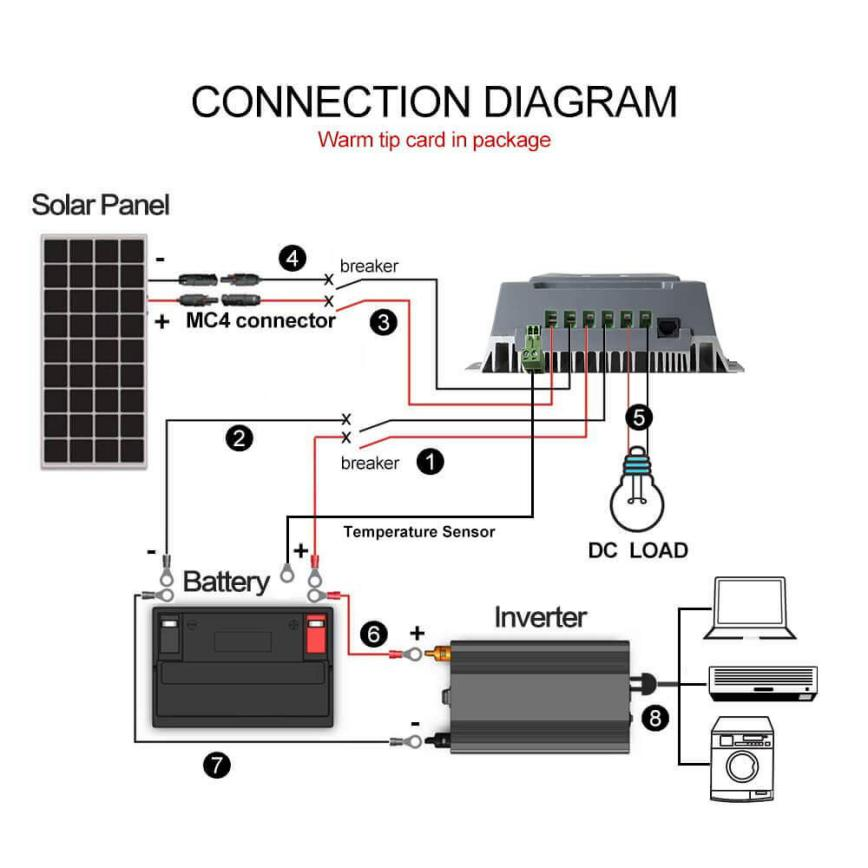 CONNECTION DIAGRAM
Warm tip card in package
Solar Panel
-
4
breaker
+
MC4 connector
3
2
breaker
1
5
Temperature Sensor
DC LOAD
-
+
Battery
Inverter
6
+
-
8
7